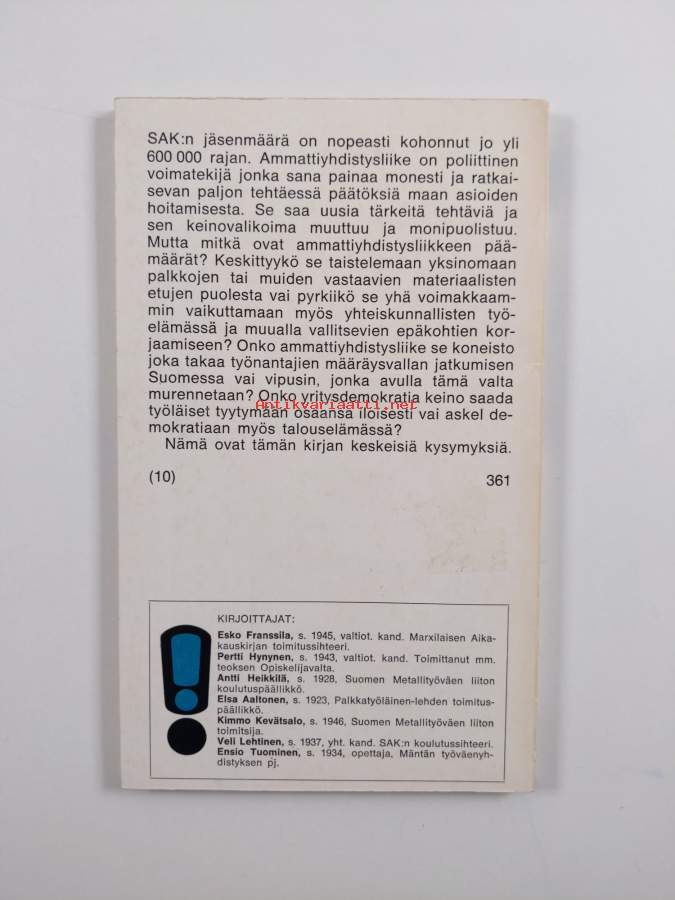 SAK:n jäsenmäärä on nopeasti kohonnut jo yli
600 000 rajan. Ammattiyhdistysliike on poliittinen
voimatekijä jonka sana painaa monesti ja ratkai-
sevan paljon tehtäessä päätöksiä maan asioiden
hoitamisesta. Se saa uusia tärkeitä tehtäviä ja
sen keinovalikoima muuttuu ja monipuolistuu.
Mutta mitkä ovat ammattiyhdistysliikkeen pää-
määrät? Keskittyykö se taistelemaan yksinomaan
palkkojen tai muiden vastaavien materiaalisten
etujen puolesta vai pyrkiikö se yhä voimakkaam-
min vaikuttamaan myös yhteiskunnallisten työ-
elämässä ja muualla vallitsevien epäkohtien kor-
jaamiseen? Onko ammattiyhdistysliike se koneisto
joka takaa työnantajien määräysvallan jatkumisen
Suomessa vai vipusin, jonka avulla tämä valta
murennetaan? Onko yritysdemokratia keino saada
Antikvariaatti.net
työläiset tyytymään osaansa iloisesti vai askel de-
mokratiaan myös talouselämässä?
Nämä ovat tämän kirjan keskeisiä kysymyksiä.
(10) 361
KIRJOITTAJAT:
Esko Franssila, s. 1945, valtiot. kand. Marxilaisen Aika-
kauskirjan toimitussihteeri.
Pertti Hynynen, s. 1943, valtiot. kand. Toimittanut mm.
teoksen Opiskelijavalta.
Antti Heikkilä, s. 1928, Suomen Metallityöväen liiton
koulutuspäällikkö.
Elsa Aaltonen, s. 1923, Palkkatyöläinen-lehden toimitus-
päällikkö.
Kimmo Kevätsalo, s. 1946, Suomen Metallityöväen liiton
toimitsija.
Veli Lehtinen, s. 1937, yht. kand. SAK:n koulutussihteeri.
Ensio Tuominen, s. 1934, opettaja, Mäntän työväenyh-
distyksen pj.